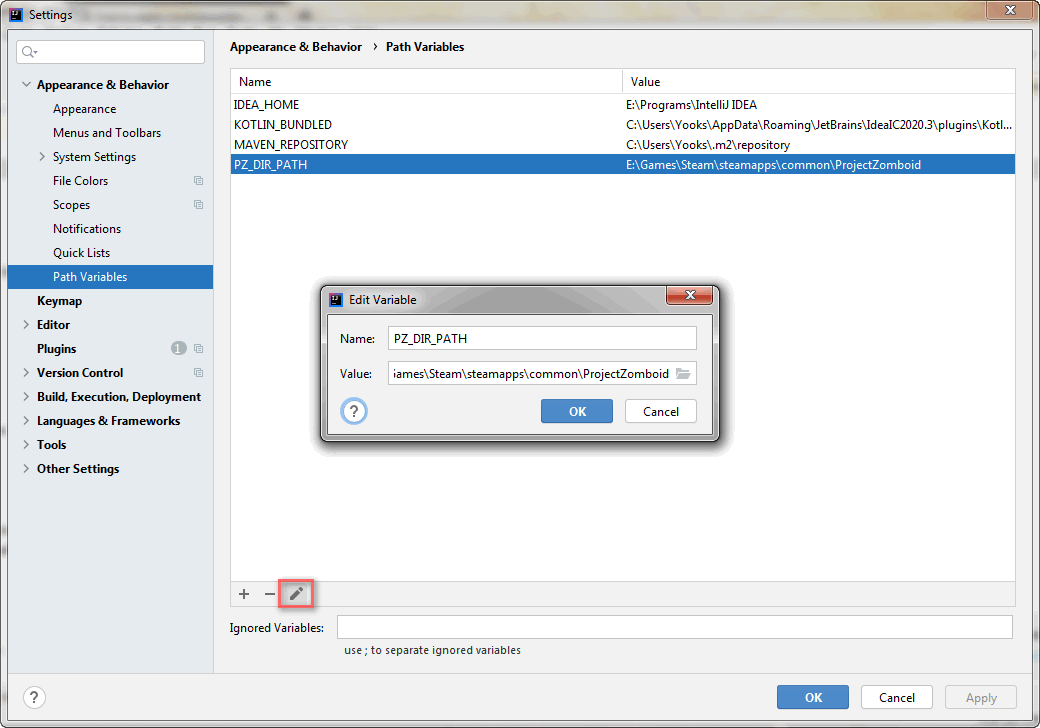 Settings
Appearance & Behavior › Path Variables
Appearance & Behavior
Appearance
Menus and Toolbars
System Settings
File Colors
Scopes
Notifications
Quick Lists
Path Variables
Keymap
Editor
Plugins 1
Version Control
Build, Execution, Deployment
Languages & Frameworks
Tools
Other Settings
Name Value
IDEA_HOME E:\Programs\IntelliJ IDEA
KOTLIN_BUNDLED C:\Users\Yooks\AppData\Roaming\JetBrains\IdeaIC2020.3\plugins\Kotl...
MAVEN_REPOSITORY C:\Users\Yooks\.m2\repository
PZ_DIR_PATH E:\Games\Steam\steamapps\common\ProjectZomboid
Edit Variable
Name: PZ_DIR_PATH
Value: iames\Steam\steamapps\common\ProjectZomboid
? OK Cancel
Ignored Variables:
use ; to separate ignored variables
? OK Cancel Apply